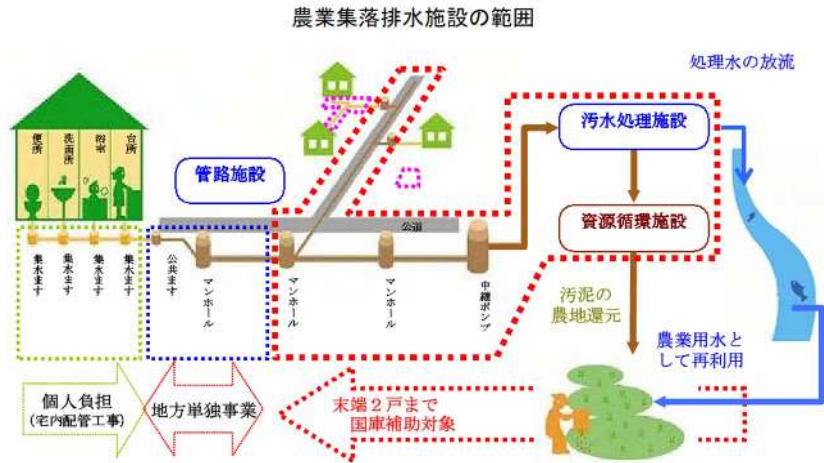 農業集落排水施設の範囲
処理水の放流
便所
洗面所
浴室
台所
管路施設
汚水処理施設
資源循環施設
公道
集水ます
集水ます
集水ます
集水ます
公共ます
マンホール
マンホール
マンホール
中継ポンプ
汚泥の
農地還元
農業用水と
して再利用
個人負担
(宅内配管工事)
地方単独事業
末端２戸まで
国庫補助対象